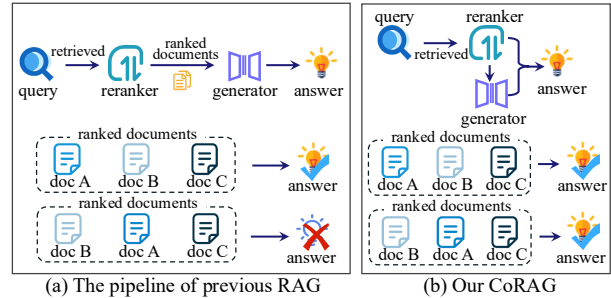 retrieved
ranked
documents
query
reranker
generator
answer
ranked documents
doc A
doc B
doc C
answer
ranked documents
doc B
doc A
doc C
answer
(a) The pipeline of previous RAG
query
retrieved
reranker
generator
answer
ranked documents
doc A
doc B
doc C
answer
ranked documents
doc B
doc A
doc C
answer
(b) Our CoRAG